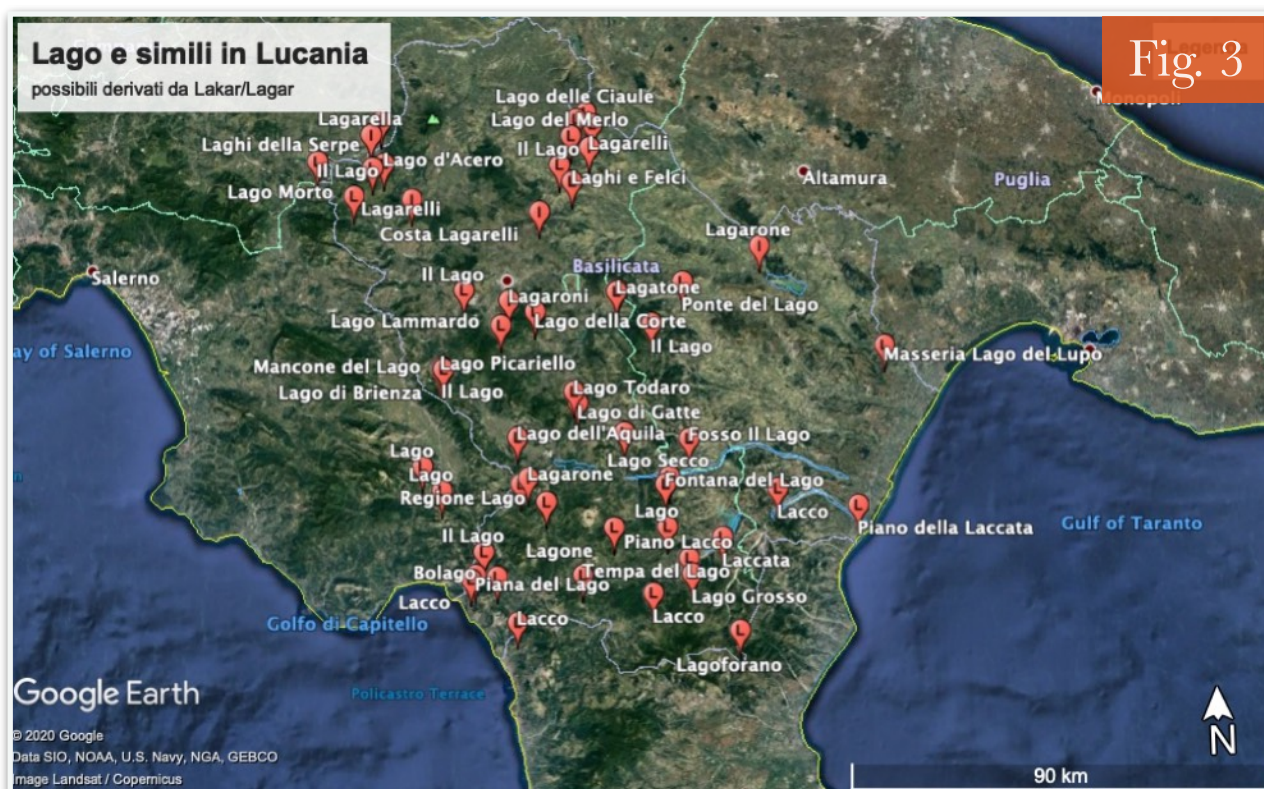 Lago e simili in Lucania
possibili derivati da Lakar/Lagar
Fig. 3
Monopoli
Lago delle Ciaule
Lagarella
Lago del Merlo
Laghi della Serpe
Il Lago
Lagarelli
Lago d'Acero
Il Lago
Laghi e Felci
Altamura
Puglia
Lago Morto
Lagarelli
Costa Lagarelli
Lagarone
Salerno
Il Lago
Basilicata
Lagatone
Lagaroni
Ponte del Lago
Lago Lammardo
Lago della Corte
Il Lago
ay of Salerno
Masseria Lago del Lupo
Mancone del Lago
Lago Picariello
Lago di Brienza
Il Lago
Lago Todaro
Lago di Gatte
Lago dell'Aquila
Fosso Il Lago
Lago
Lago Secco
Lago
Lagarone
Fontana del Lago
Regione Lago
Lago
Lacco
Piano della Laccata
Gulf of Taranto
Il Lago
Lagone
Piano Lacco
Laccata
Bolago
Piana del Lago
Tempa del Lago
Lago Grosso
Lacco
Lacco
Lacco
Golfo di Capitello
Lagoforano
Google Earth
Policastro Terrace
© 2020 Google
Data SIO, NOAA, U.S. Navy, NGA, GEBCO
Image Landsat / Copernicus
N
90 km